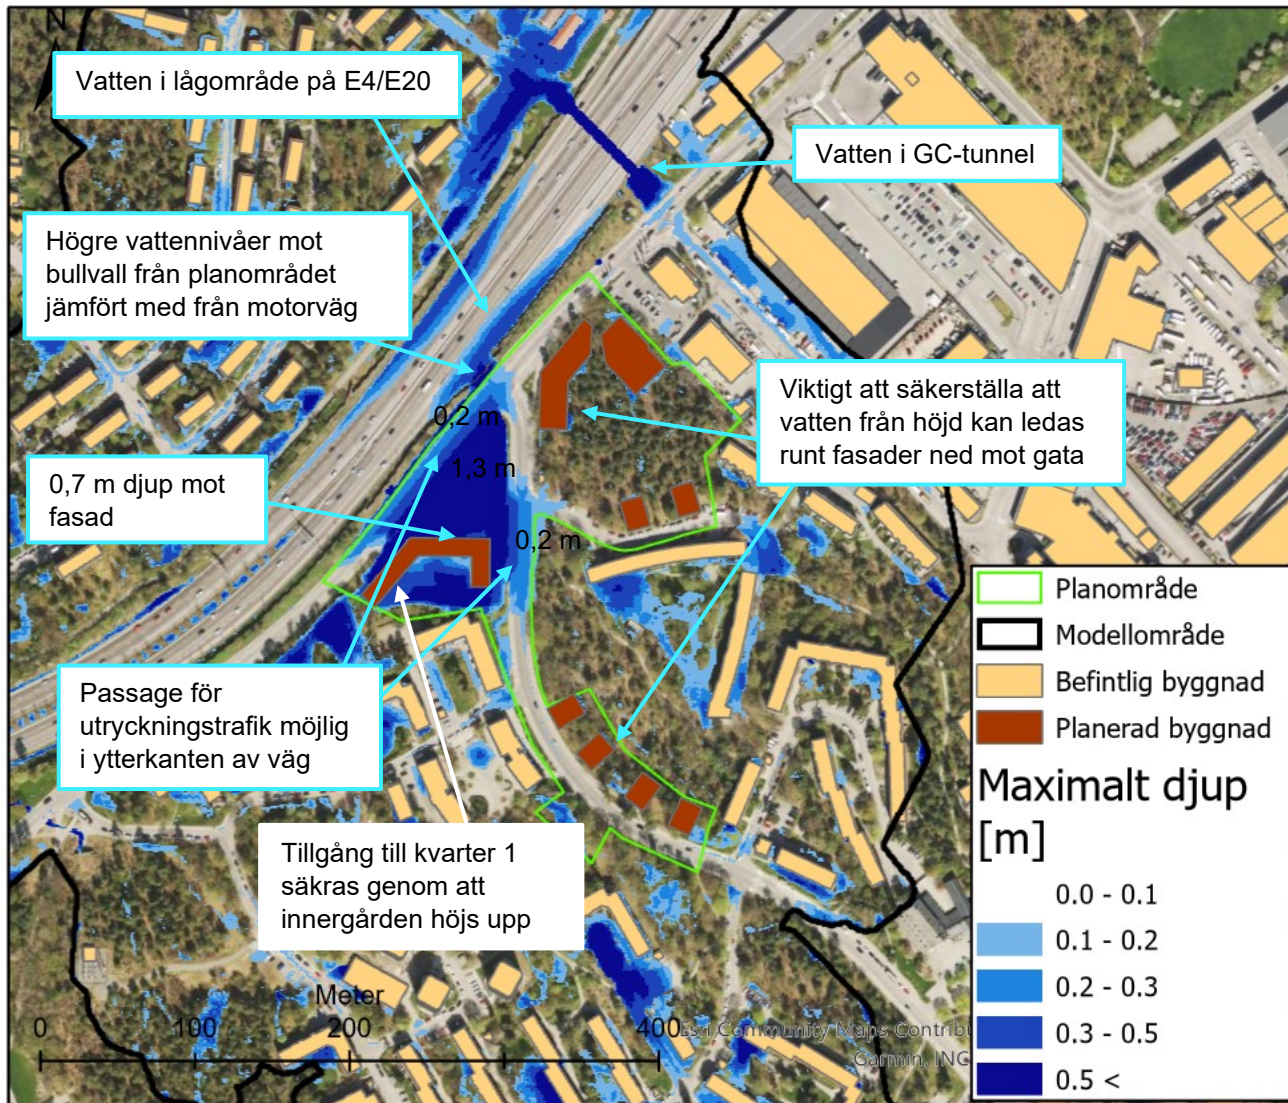 N
Vatten i lågområde på E4/E20
Vatten i GC-tunnel
Högre vattennivåer mot
bullvall från planområdet
jämfört med från motorväg
Viktigt att säkerställa att
vatten från höjd kan ledas
runt fasader ned mot gata
0,2 m
1,3 m
0,7 m djup mot
fasad
0,2 m
Passage för
utryckningstrafik möjlig
i ytterkanten av väg
Tillgång till kvarter 1
säkras genom att
innergården höjs upp
Planområde
Modellområde
Befintlig byggnad
Planerad byggnad
Maximalt djup
[m]
0.0 - 0.1
0.1 - 0.2
0.2 - 0.3
0.3 - 0.5
0.5 <
Meter
0 100 200 400
Esri Community Maps Contribu
Garmin, ING